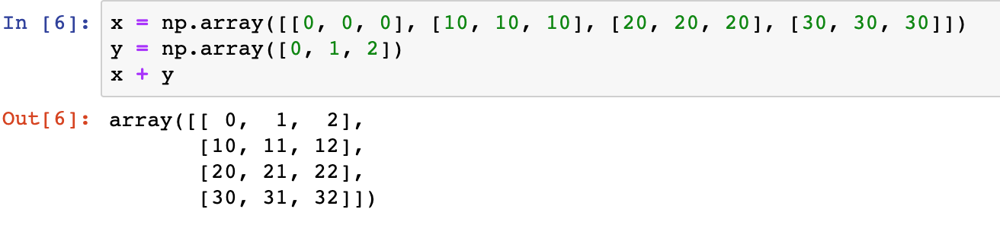 In [6]: x = np.array([[0, 0, 0], [10, 10, 10], [20, 20, 20], [30, 30, 30]])
y = np.array([0, 1, 2])
x + y
Out[6]: array([[ 0,  1,  2],
       [10, 11, 12],
       [20, 21, 22],
       [30, 31, 32]])